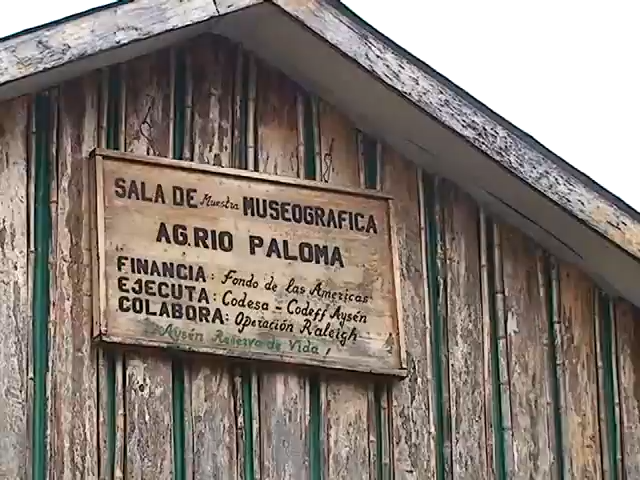 SALA DE Muestra MUSEOGRAFICA
AG.RIO PALOMA
FINANCIA: Fondo de las Americas
EJECUTA: Codesa - Codeff Aysén
COLABORA: Operación Raleigh
Aysén Reserva de Vida